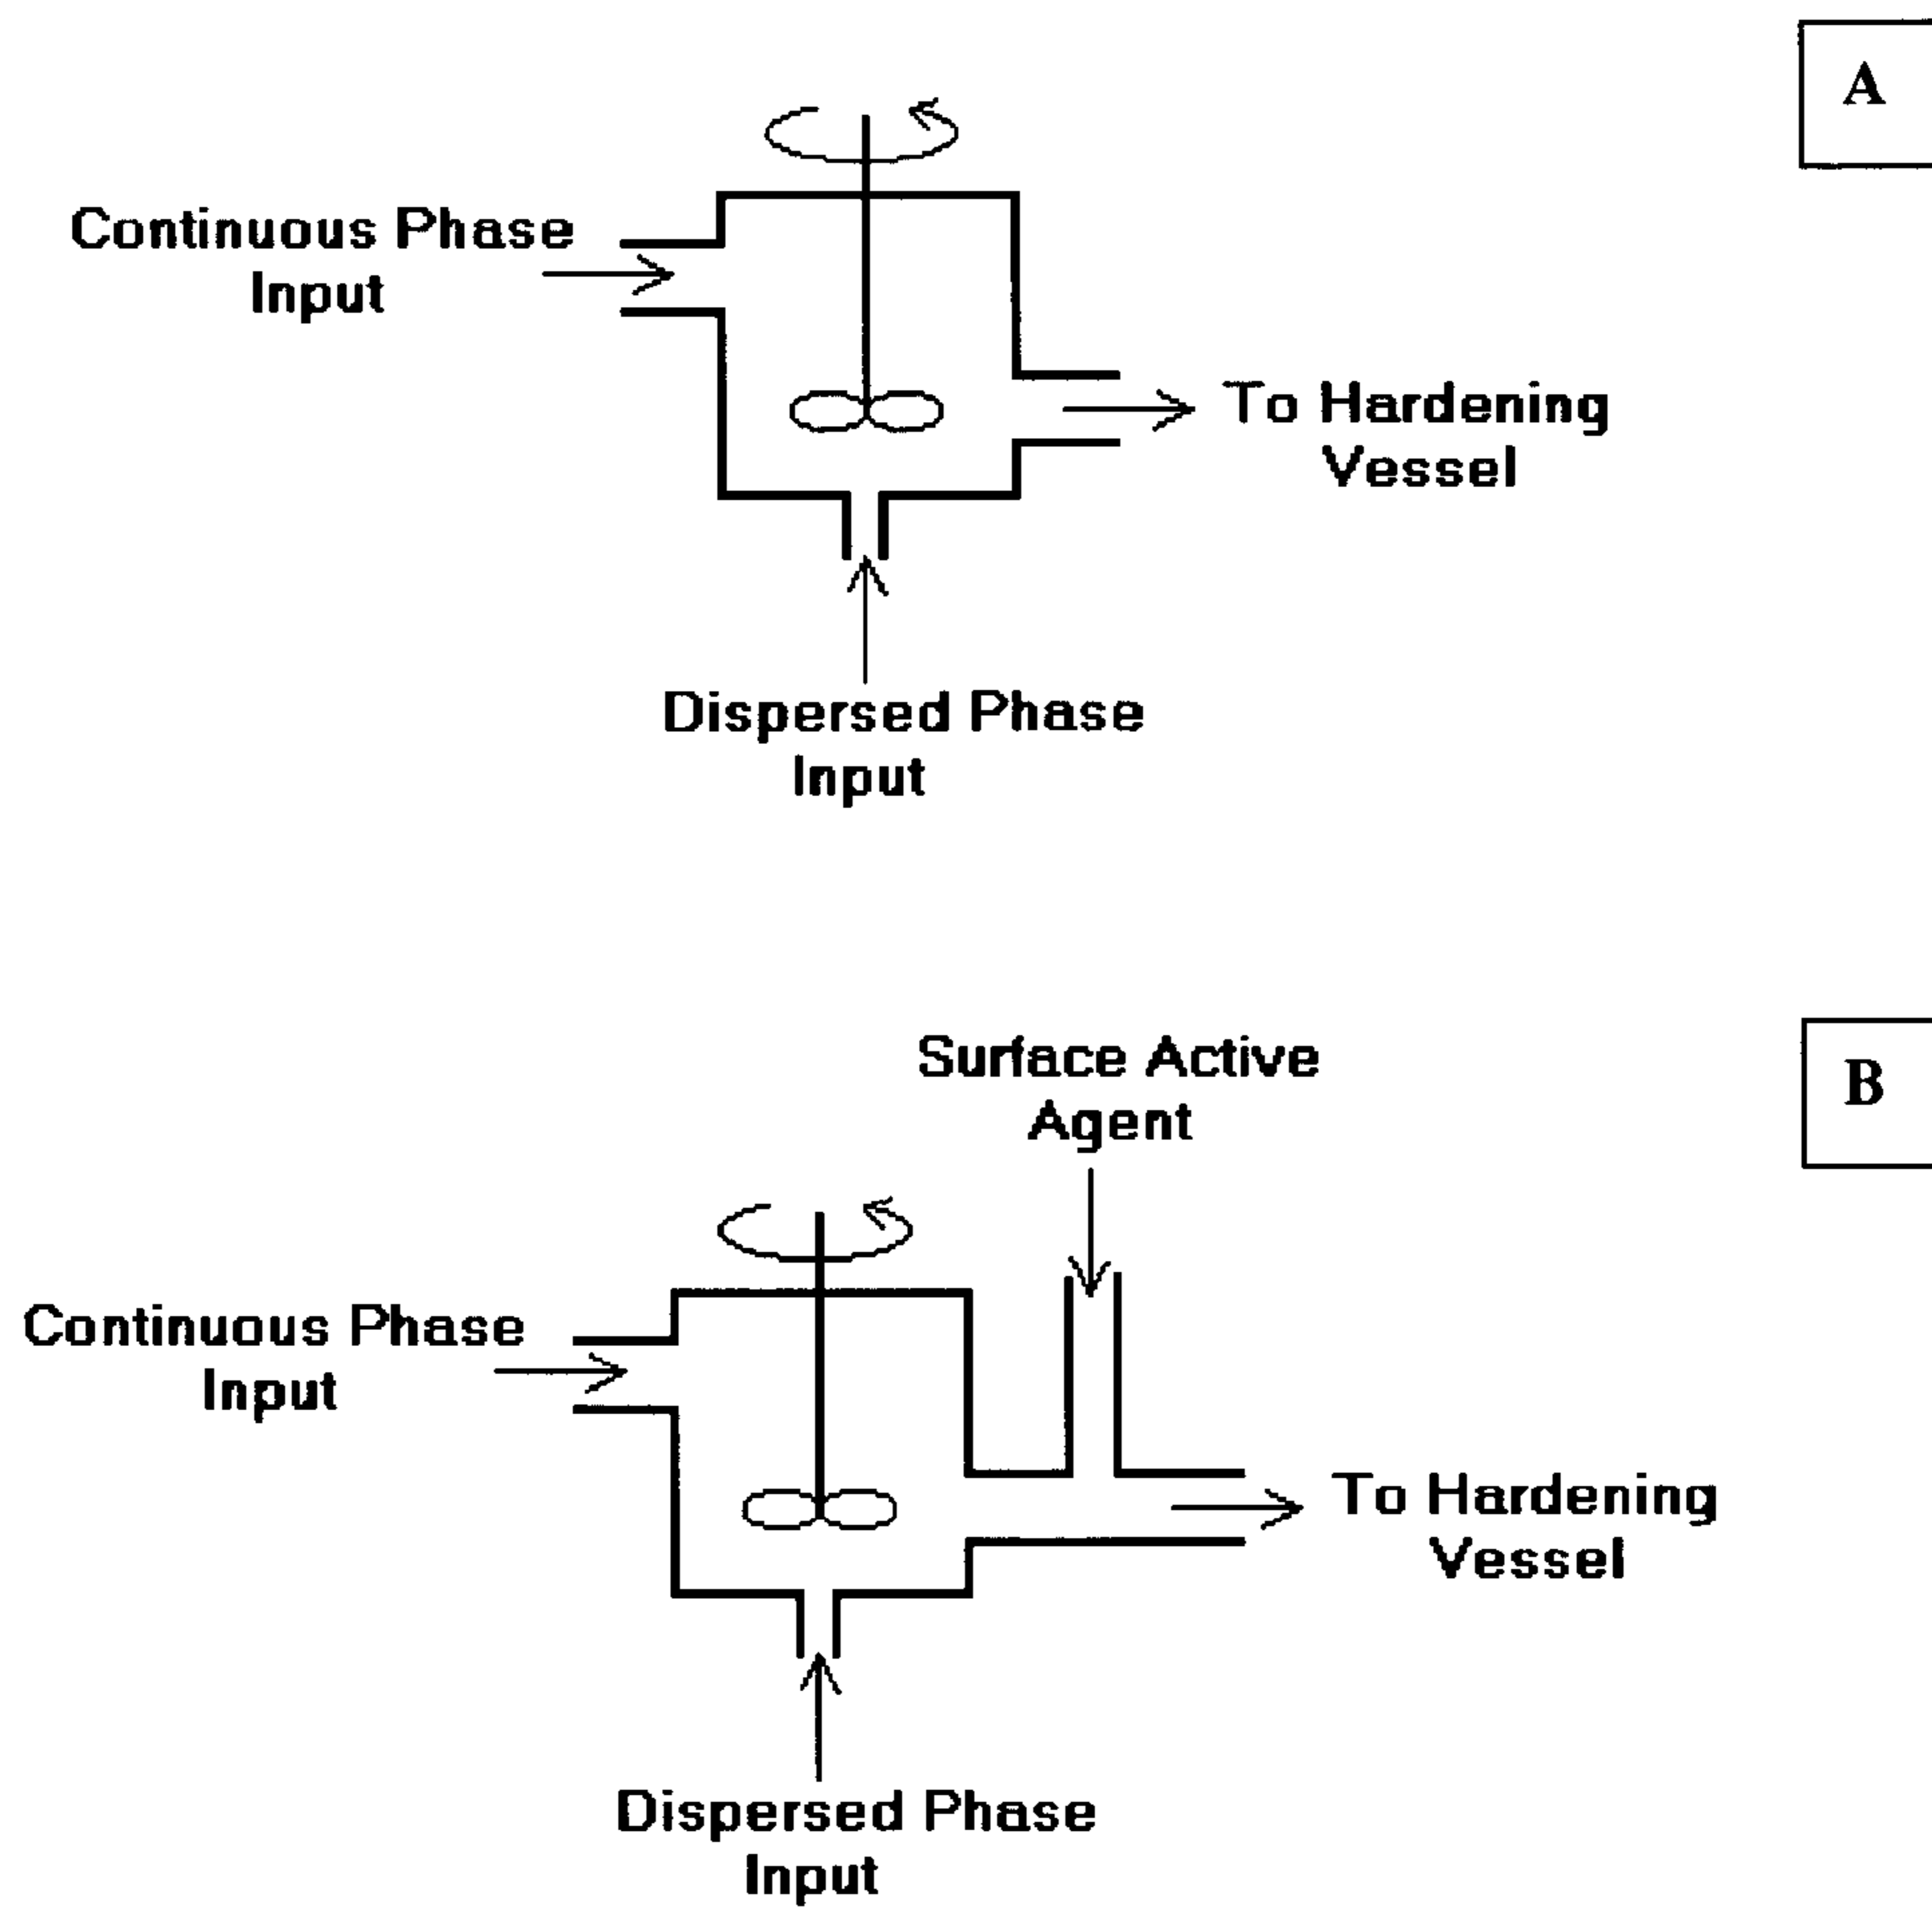 A
Continuous Phase
Input
To Hardening
Vessel
Dispersed Phase
Input
Surface Active
Agent
B
Continuous Phase
Input
To Hardening
Vessel
Dispersed Phase
Input